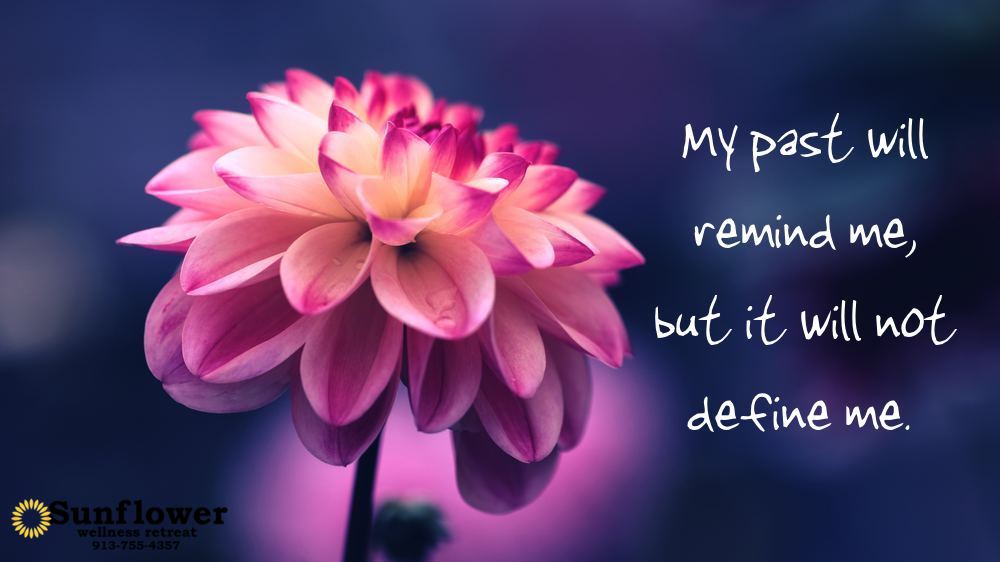 My past will
remind me,
but it will not
define me.
Sunflower
wellness retreat
913-755-4357